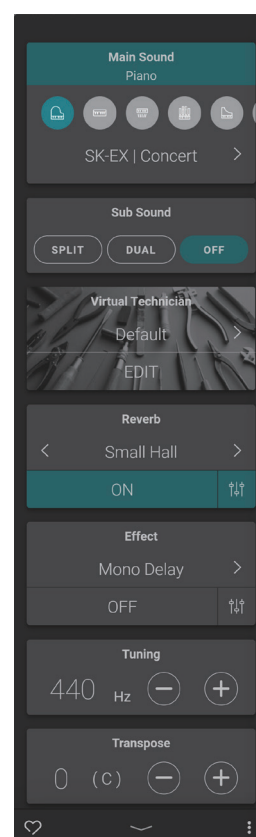 Main Sound
Piano
SK-EX | Concert
Sub Sound
SPLIT DUAL OFF
Virtual Technician
Default
EDIT
Reverb
Small Hall
ON
Effect
Mono Delay
OFF
Tuning
440 Hz
Transpose
0 (C)